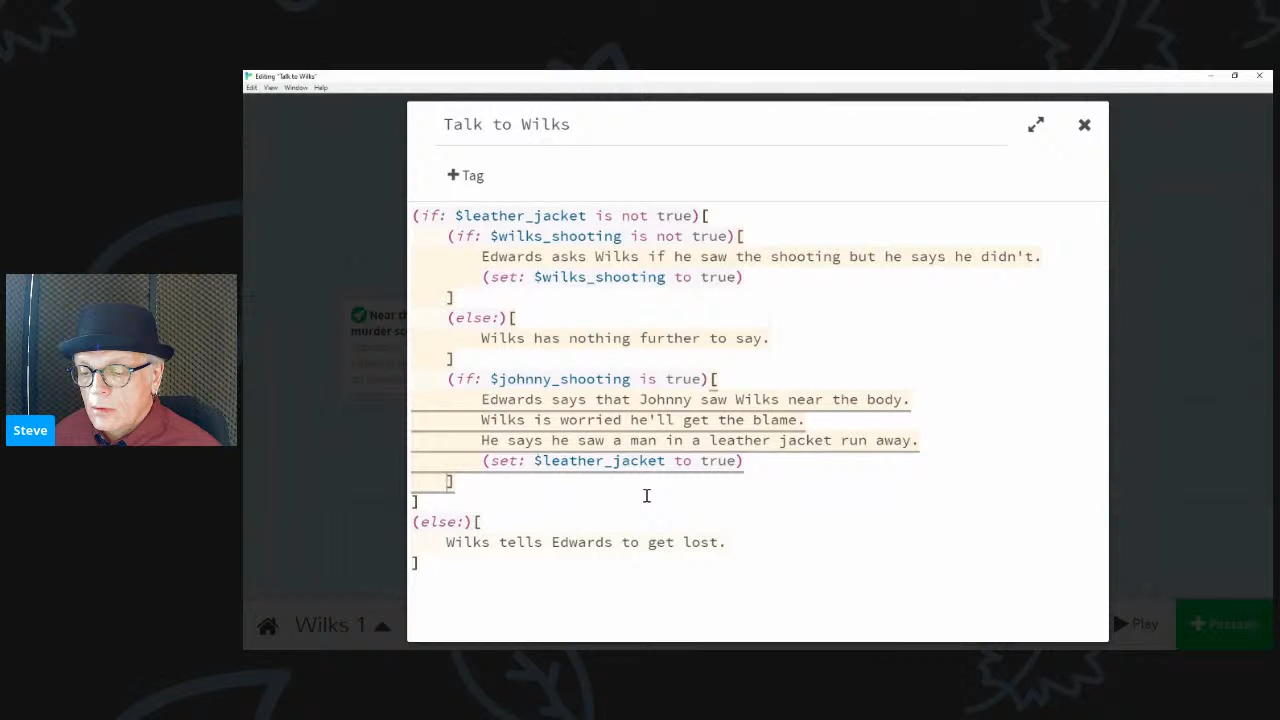 Editing "Talk to Wilks"
Edit View Window Help
Talk to Wilks
+ Tag
(if: $leather_jacket is not true)[
(if: $wilks_shooting is not true)[
Edwards asks Wilks if he saw the shooting but he says he didn't.
(set: $wilks_shooting to true)
]
(else:)[
Wilks has nothing further to say.
]
(if: $johnny_shooting is true)[
Edwards says that Johnny saw Wilks near the body.
Wilks is worried he'll get the blame.
He says he saw a man in a leather jacket run away.
(set: $leather_jacket to true)
]
]
(else:)[
Wilks tells Edwards to get lost.
]
Near th
murder sc
Steve
Wilks 1
Play
+ Passage